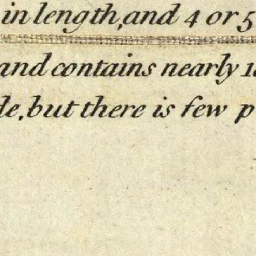 in length, and 4 or 5
and contains nearly
de, but there is few p